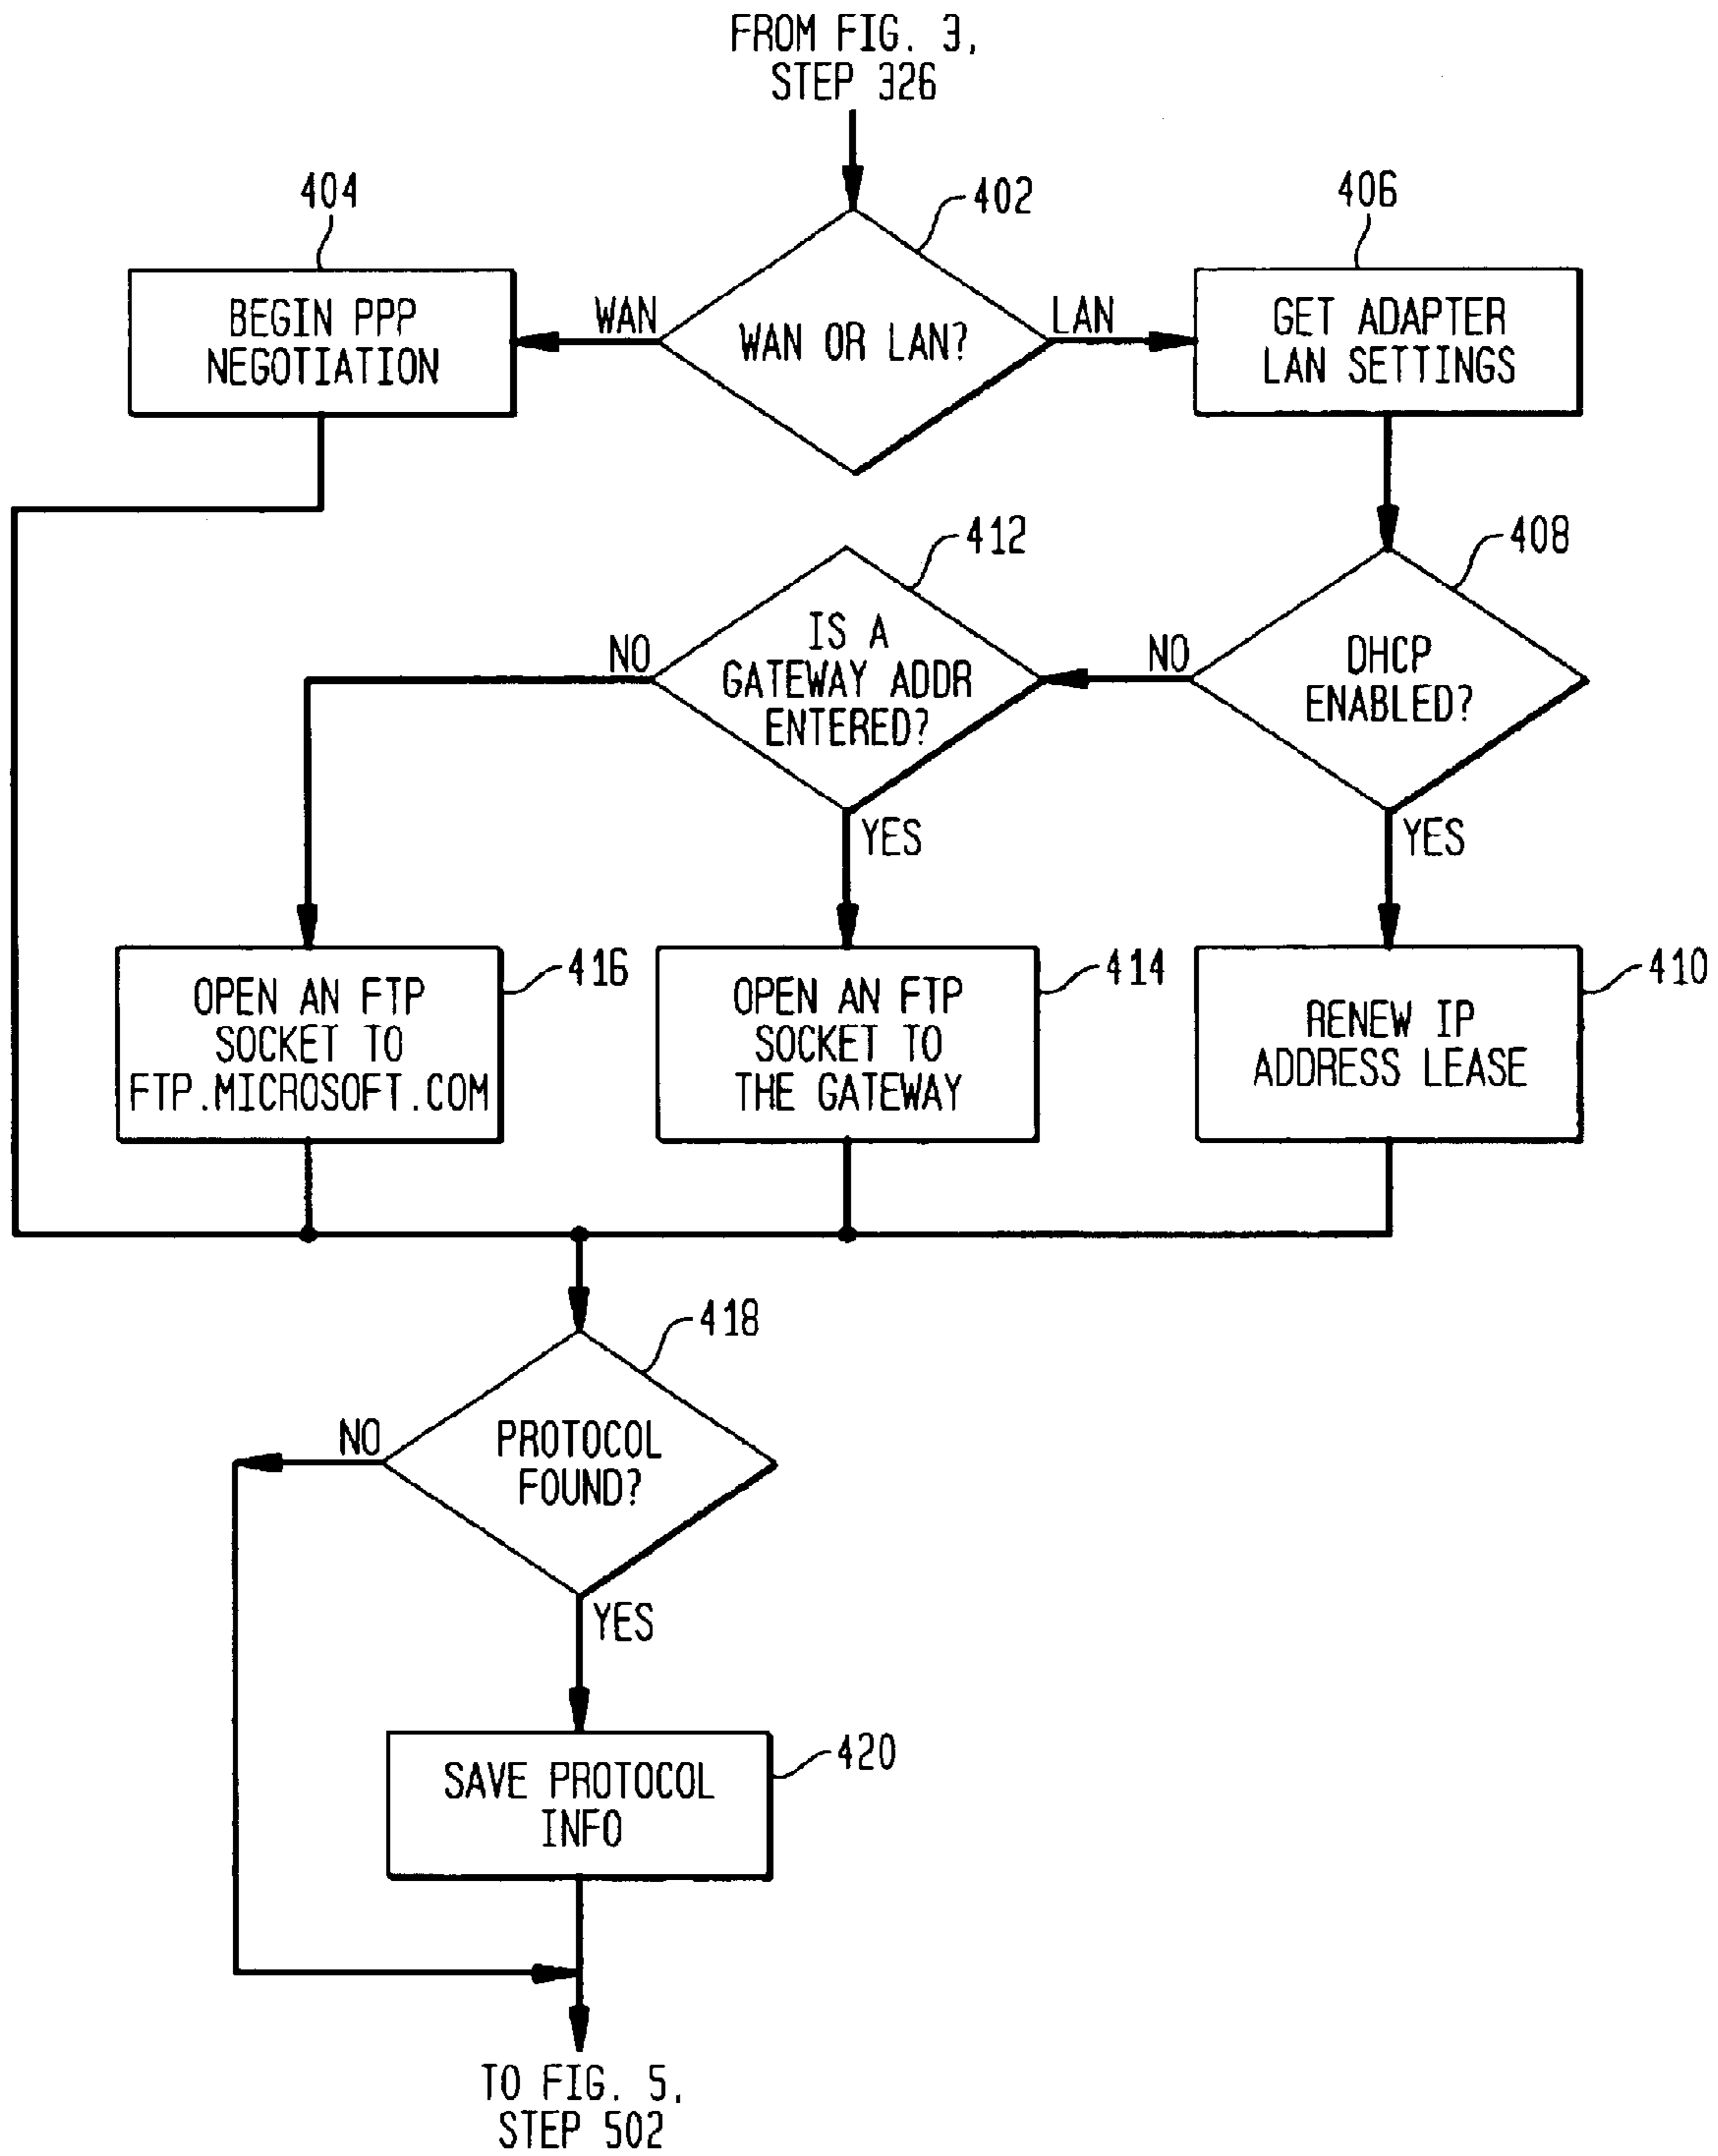 FROM FIG. 3,
STEP 326
404
402
406
BEGIN PPP
NEGOTIATION
WAN
WAN OR LAN?
LAN
GET ADAPTER
LAN SETTINGS
412
408
NO
IS A
GATEWAY ADDR
ENTERED?
NO
DHCP
ENABLED?
YES
YES
416
OPEN AN FTP
SOCKET TO
FTP.MICROSOFT.COM
414
OPEN AN FTP
SOCKET TO
THE GATEWAY
410
RENEW IP
ADDRESS LEASE
418
NO
PROTOCOL
FOUND?
YES
420
SAVE PROTOCOL
INFO
TO FIG. 5,
STEP 502